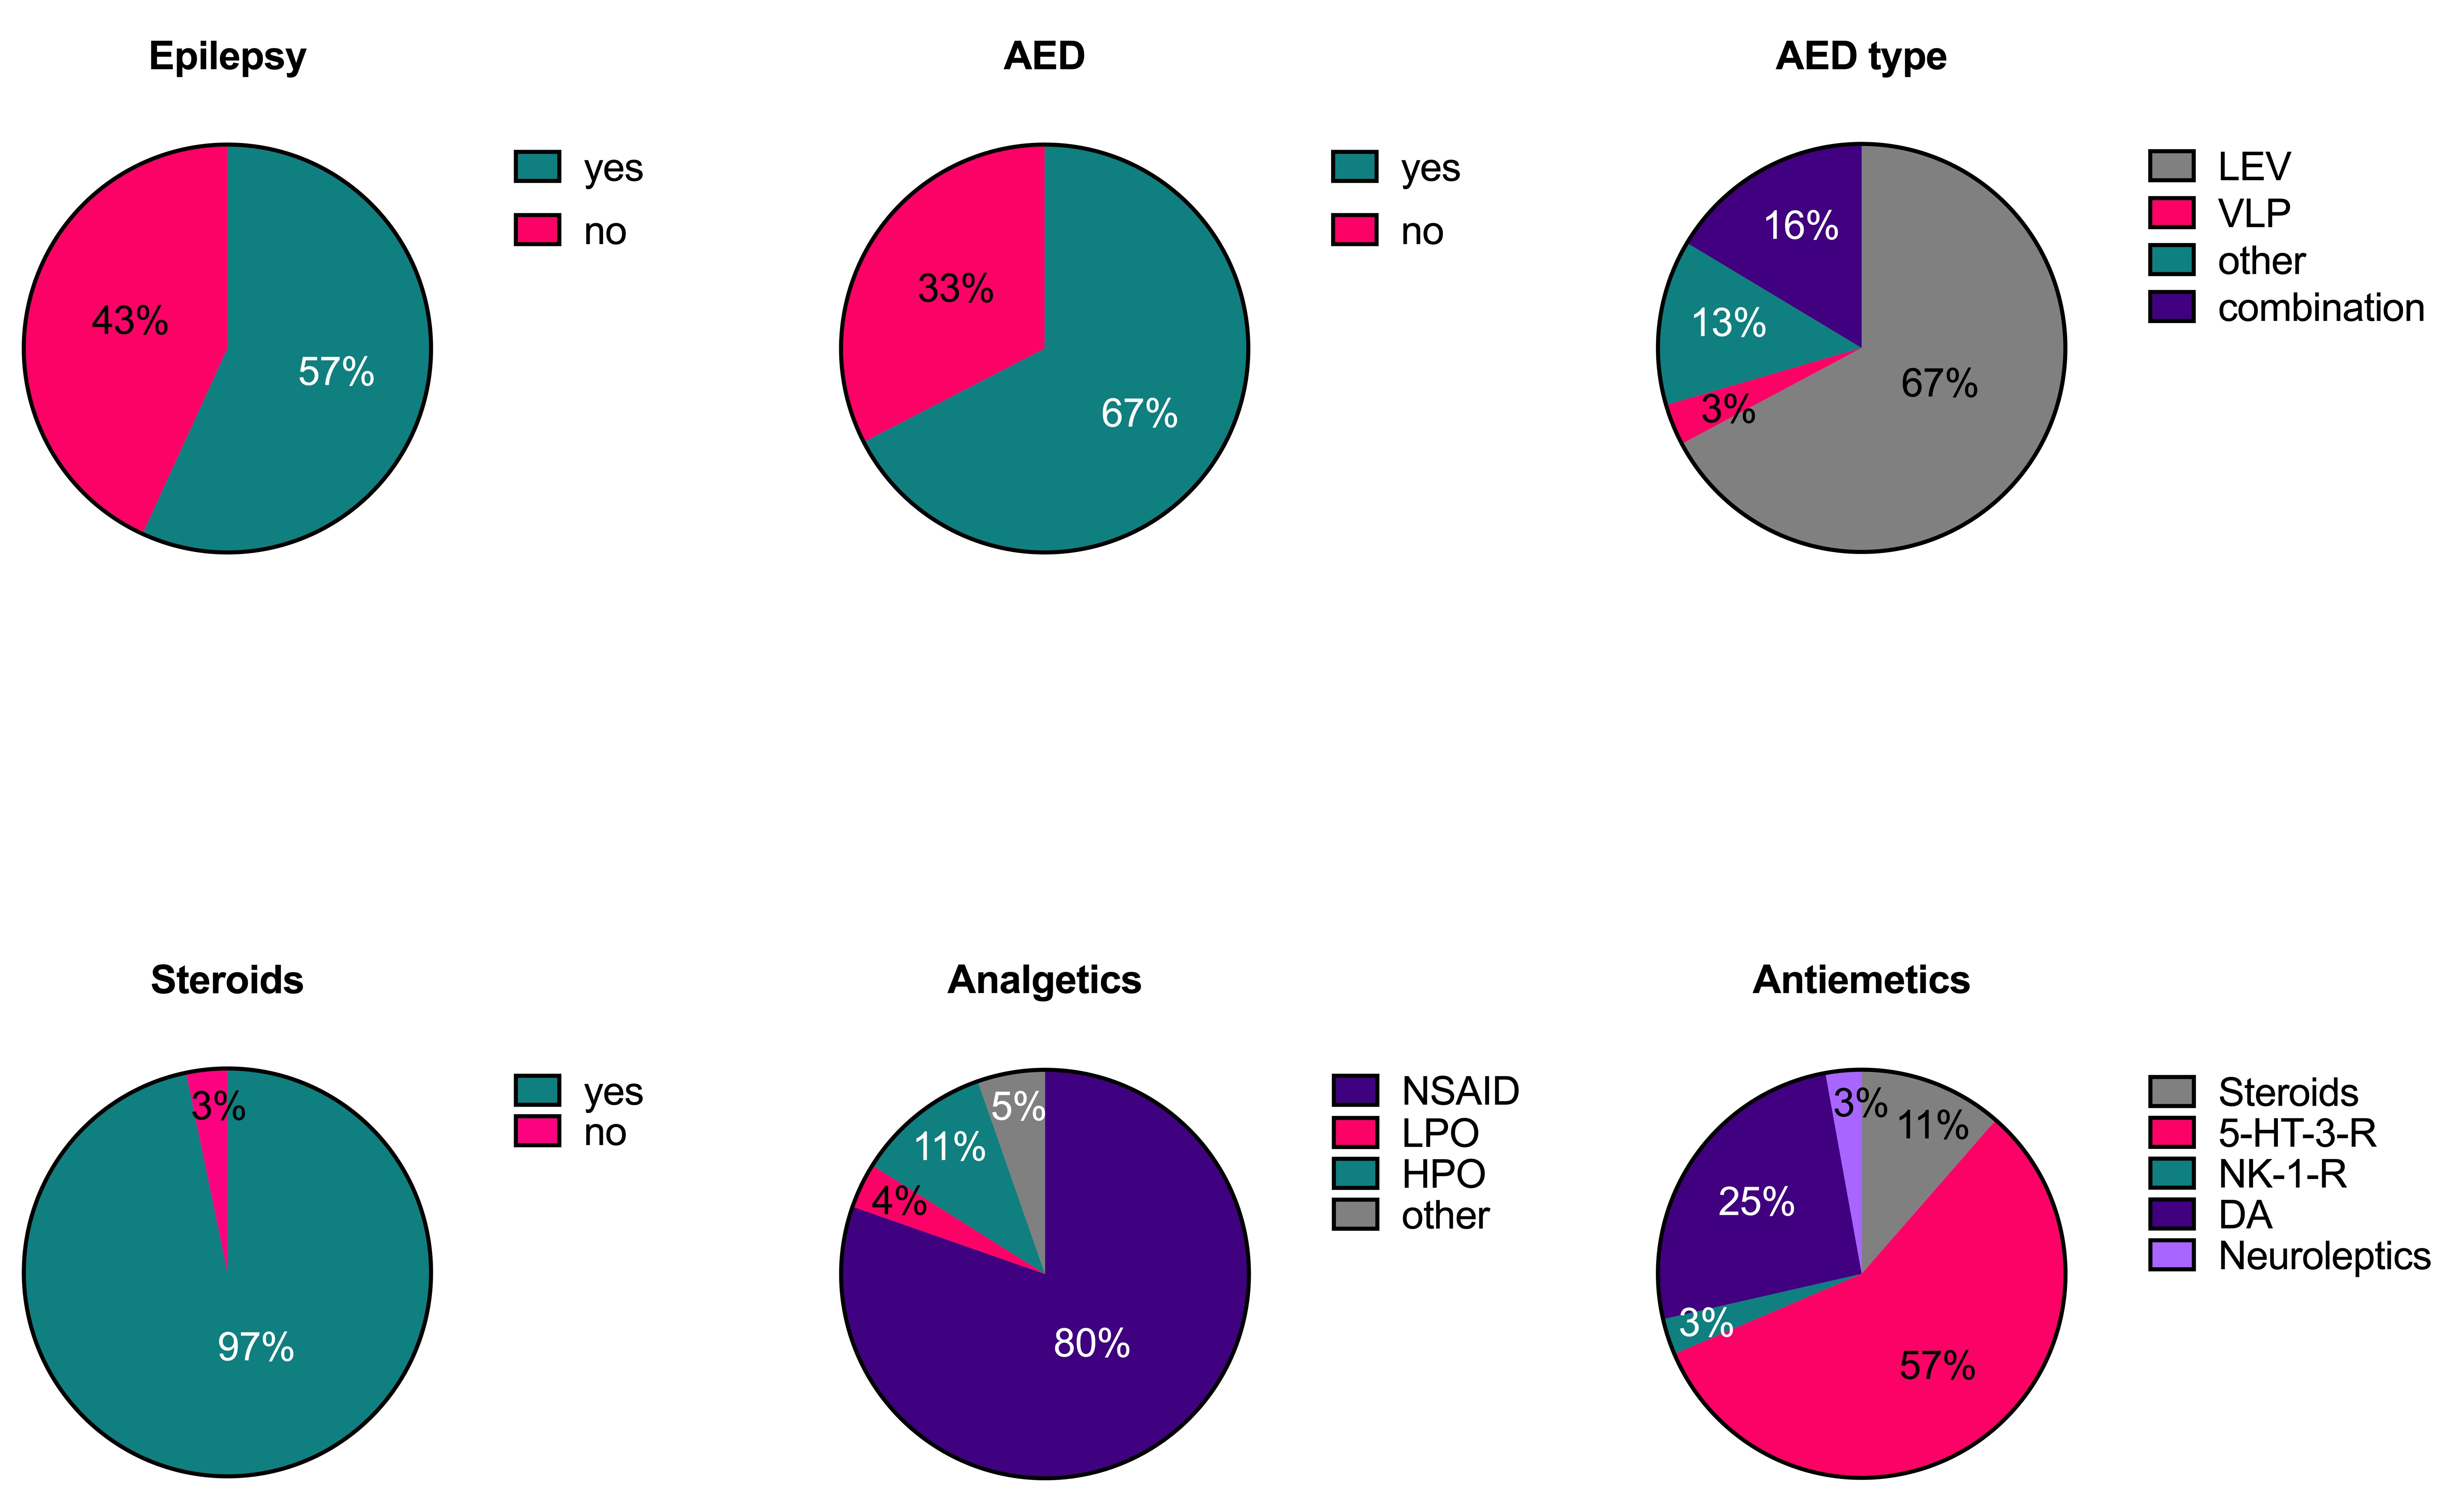 Epilepsy
yes
no
43%
57%
AED
yes
no
33%
67%
AED type
LEV
VLP
other
combination
16%
13%
3%
67%
Steroids
yes
no
3%
97%
Analgetics
NSAID
LPO
HPO
other
5%
11%
4%
80%
Antiemetics
Steroids
5-HT-3-R
NK-1-R
DA
Neuroleptics
3%
11%
25%
3%
57%